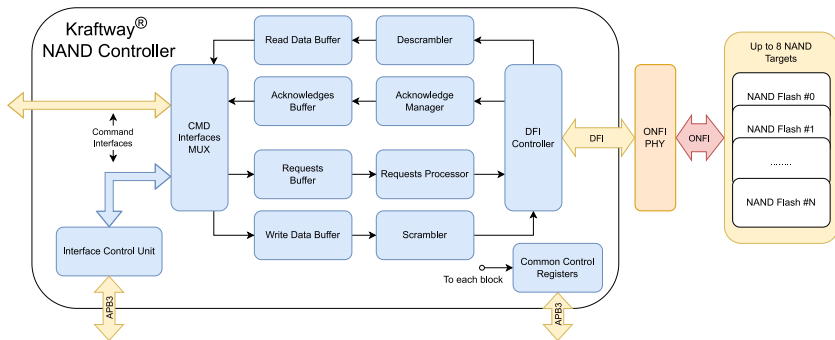 Kraftway®
NAND Controller
Read Data Buffer
Descrambler
Acknowledges
Buffer
Acknowledge
Manager
Command
Interfaces
CMD
Interfaces
MUX
DFI
Controller
Requests
Buffer
Requests Processor
Write Data Buffer
Scrambler
Interface Control Unit
To each block
Common Control
Registers
APB3
APB3
DFI
ONFI
PHY
ONFI
Up to 8 NAND
Targets
NAND Flash #0
NAND Flash #1
........
NAND Flash #N